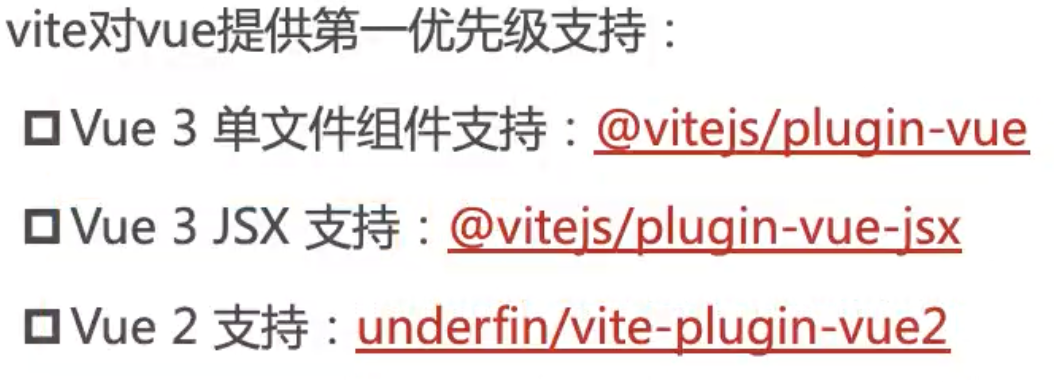 vite对vue提供第一优先级支持：
Vue 3 单文件组件支持：@vitejs/plugin-vue
Vue 3 JSX 支持：@vitejs/plugin-vue-jsx
Vue 2 支持：underfin/vite-plugin-vue2